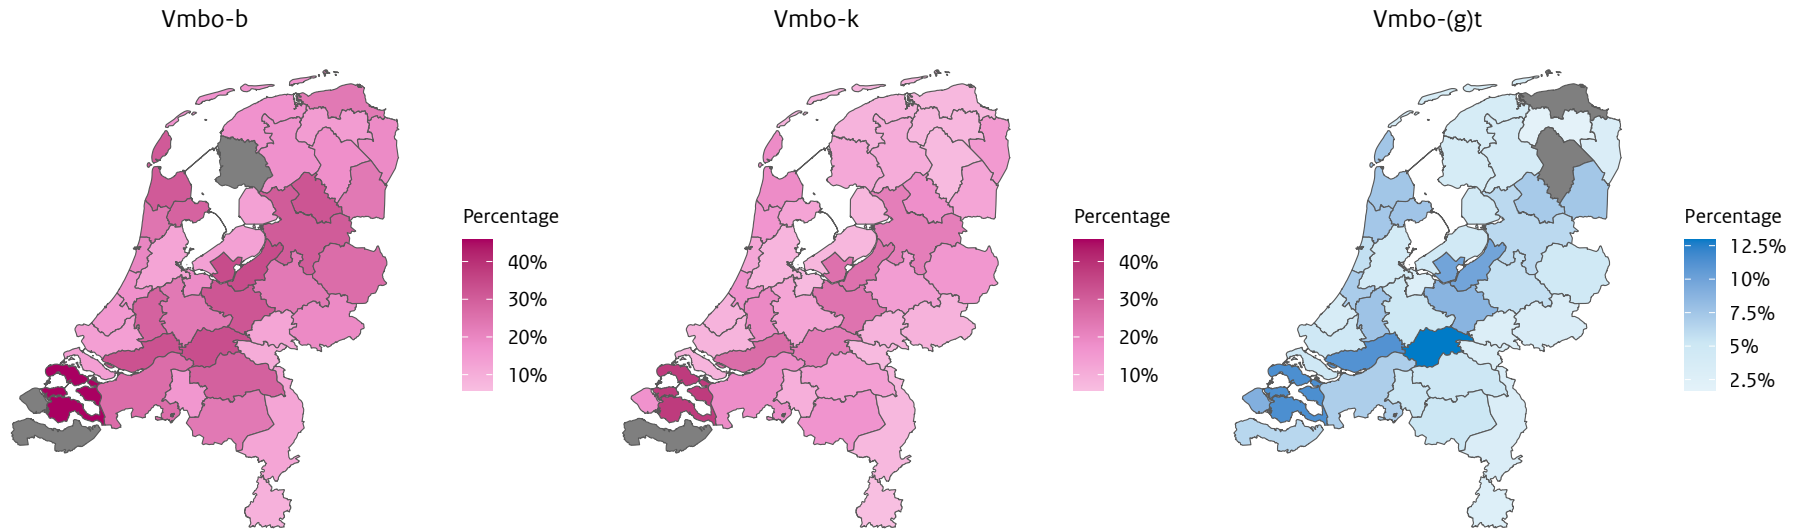 Vmbo-b
Vmbo-k
Vmbo-(g)t
Percentage
40%
30%
20%
10%
Percentage
40%
30%
20%
10%
Percentage
12.5%
10%
7.5%
5%
2.5%